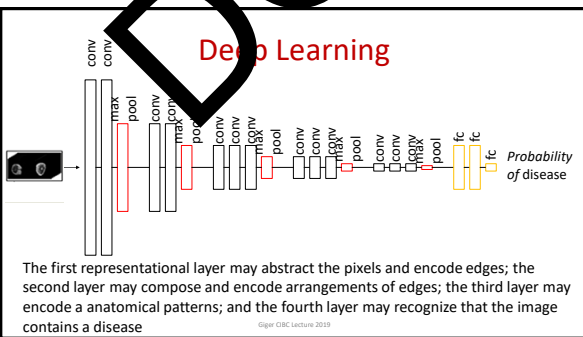 Deep Learning
conv
conv
max
pool
conv
conv
max
pool
conv
conv
conv
max
pool
conv
conv
conv
max
pool
conv
conv
conv
max
pool
fc
fc
fc
Probability
of disease
The first representational layer may abstract the pixels and encode edges; the
second layer may compose and encode arrangements of edges; the third layer may
encode a anatomical patterns; and the fourth layer may recognize that the image
contains a disease
Giger CIBC Lecture 2019